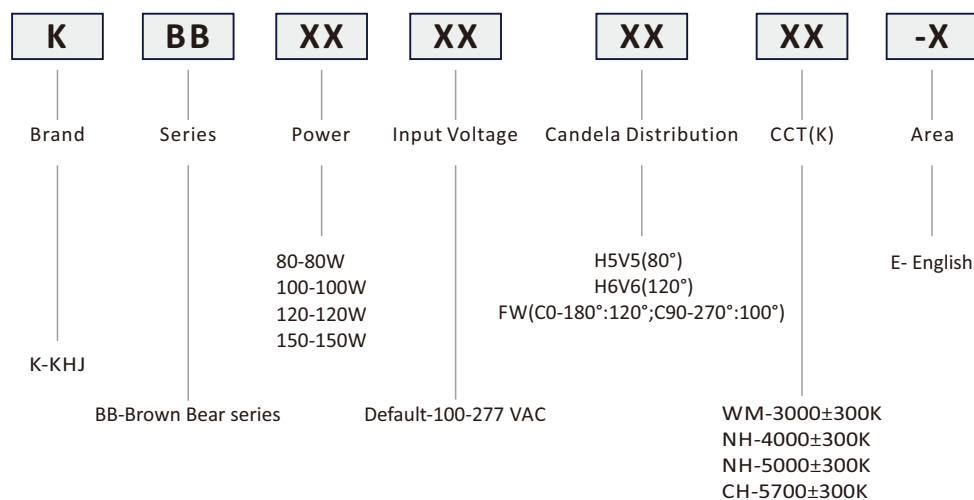 K BB XX XX XX XX -X
Brand Series Power Input Voltage Candela Distribution CCT(K) Area
80-80W
100-100W
120-120W
150-150W
H5V5(80°)
H6V6(120°)
FW(C0-180°:120°;C90-270°:100°)
E- English
K-KHJ
BB-Brown Bear series
Default-100-277 VAC
WM-3000±300K
NH-4000±300K
NH-5000±300K
CH-5700±300K